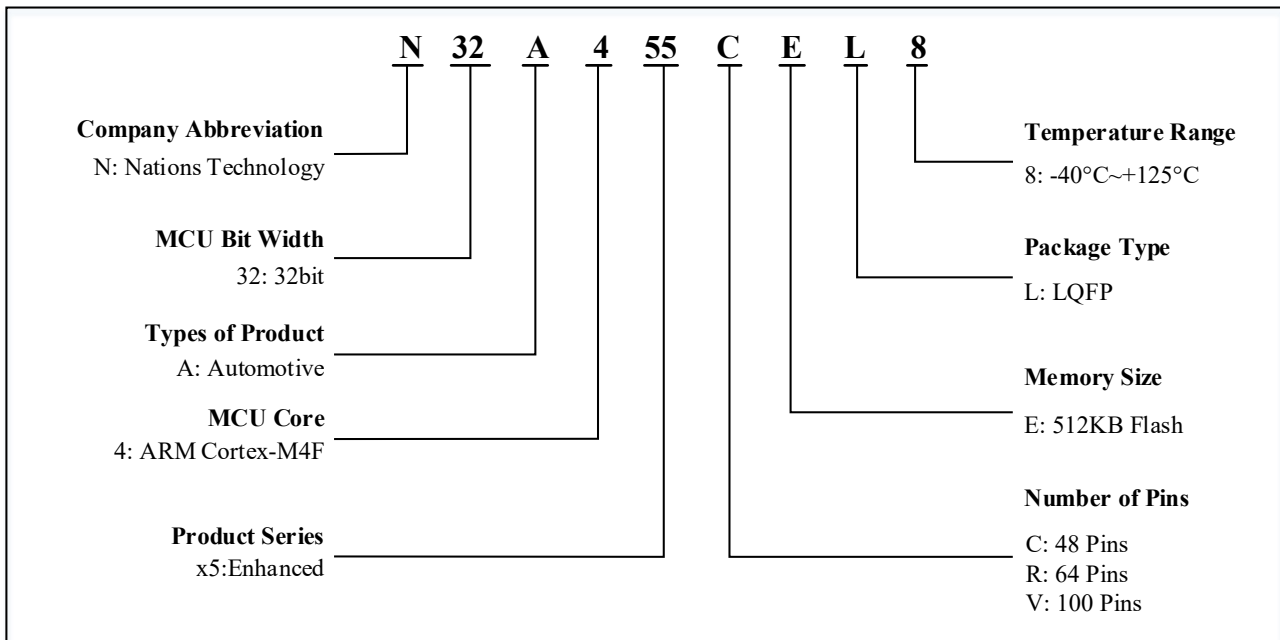 N 32 A 4 55 C E L 8
Company Abbreviation
N: Nations Technology
MCU Bit Width
32: 32bit
Types of Product
A: Automotive
MCU Core
4: ARM Cortex-M4F
Product Series
x5:Enhanced
Temperature Range
8: -40°C~+125°C
Package Type
L: LQFP
Memory Size
E: 512KB Flash
Number of Pins
C: 48 Pins
R: 64 Pins
V: 100 Pins